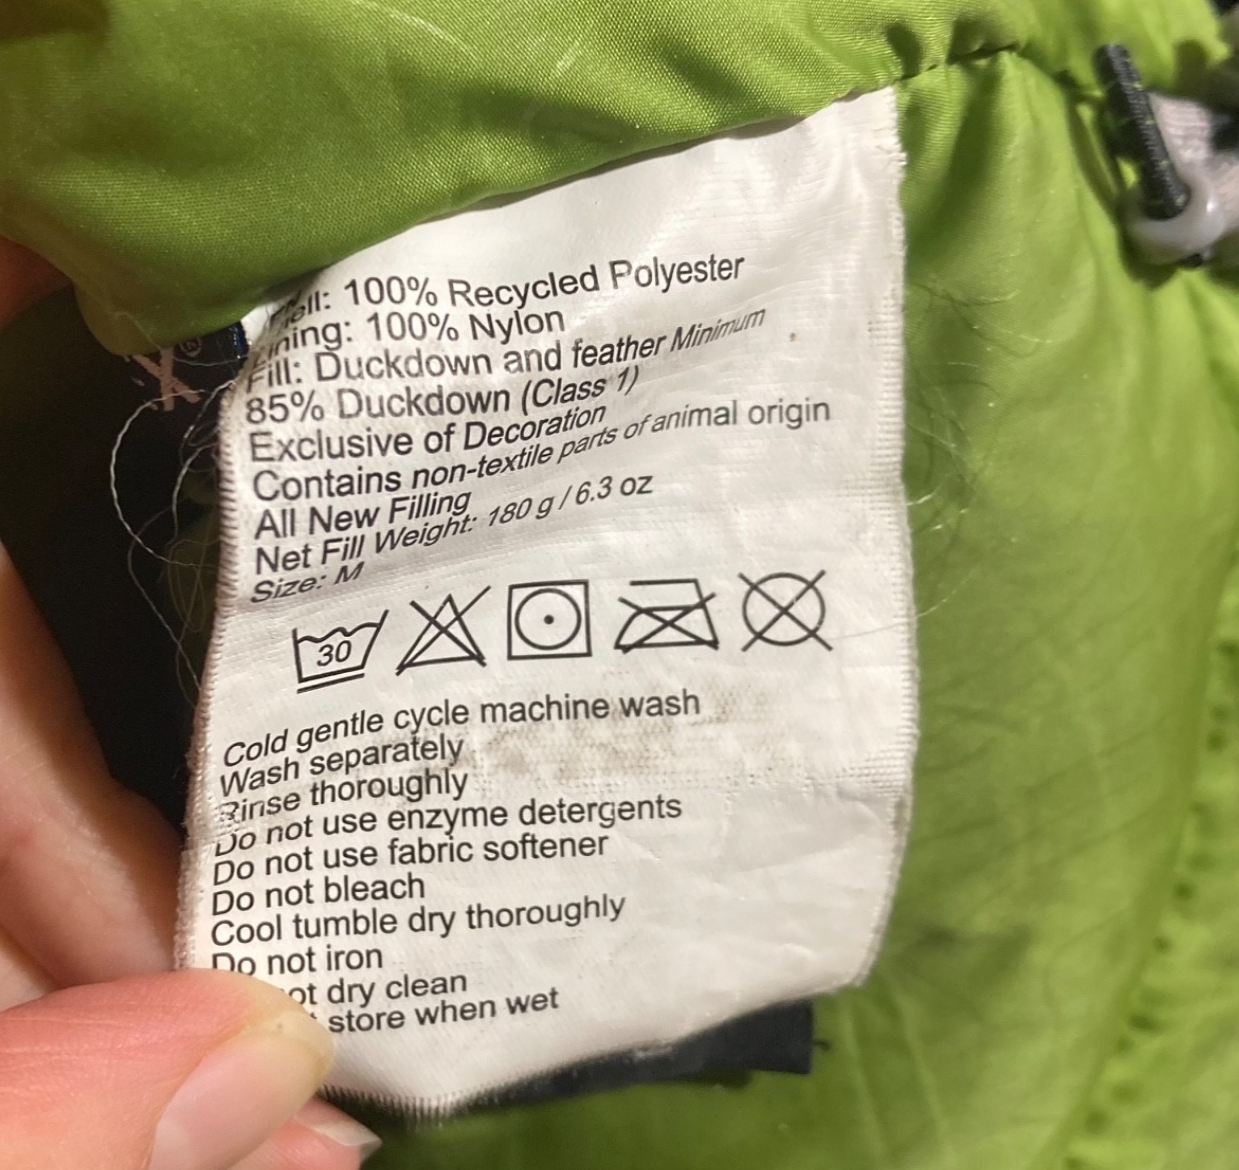 100% Recycled Polyester
100% Nylon
Fill: Duckdown and feather Minimum
85% Duckdown (Class 1)
Exclusive of Decoration
Contains non-textile parts of animal origin
All New Filling
Net Fill Weight: 180 g / 6.3 oz
Size: M
30
Cold gentle cycle machine wash
Wash separately
Rinse thoroughly
Do not use enzyme detergents
Do not use fabric softener
Do not bleach
Cool tumble dry thoroughly
Do not iron
dry clean
store when wet